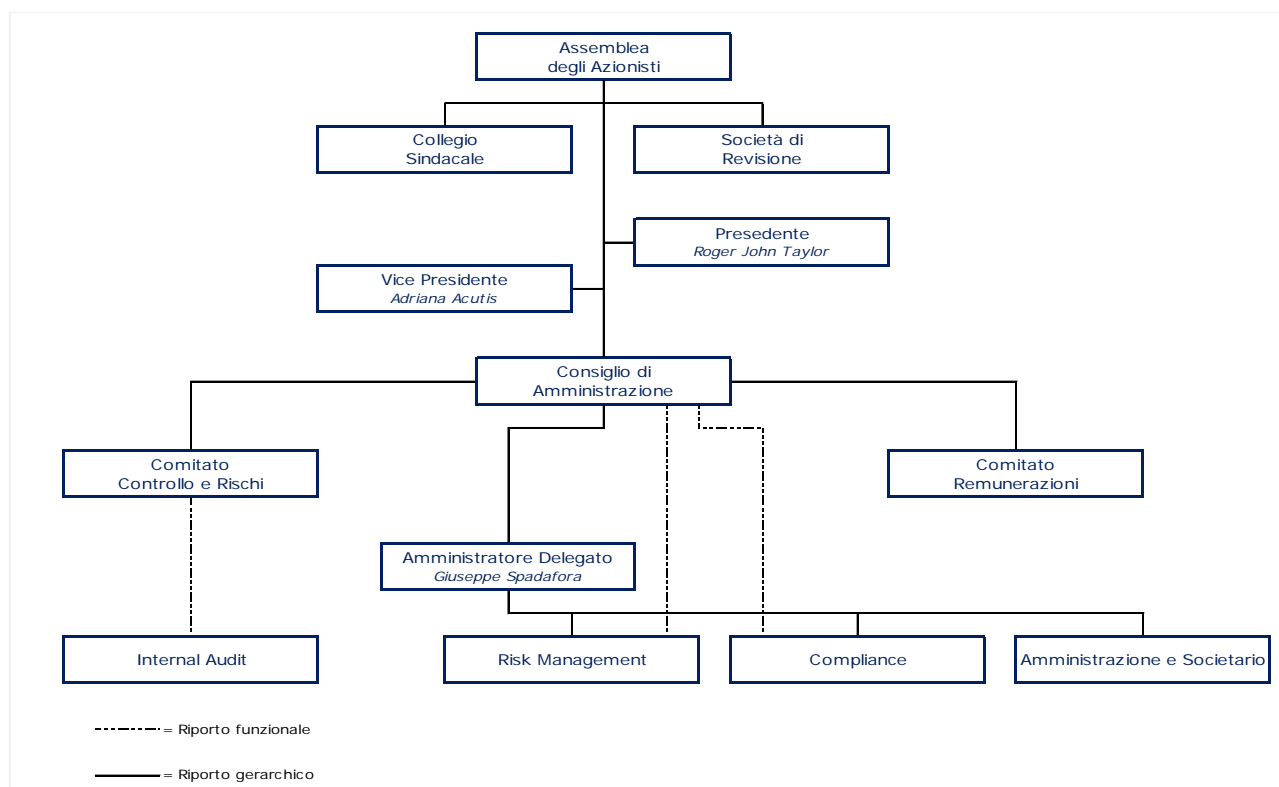 Assemblea
degli Azionisti
Collegio
Sindacale
Società di
Revisione
Presedente
Roger John Taylor
Vice Presidente
Adriana Acutis
Consiglio di
Amministrazione
Comitato
Controllo e Rischi
Comitato
Remunerazioni
Amministratore Delegato
Giuseppe Spadafora
Internal Audit
Risk Management
Compliance
Amministrazione e Societario
= Riporto funzionale
= Riporto gerarchico